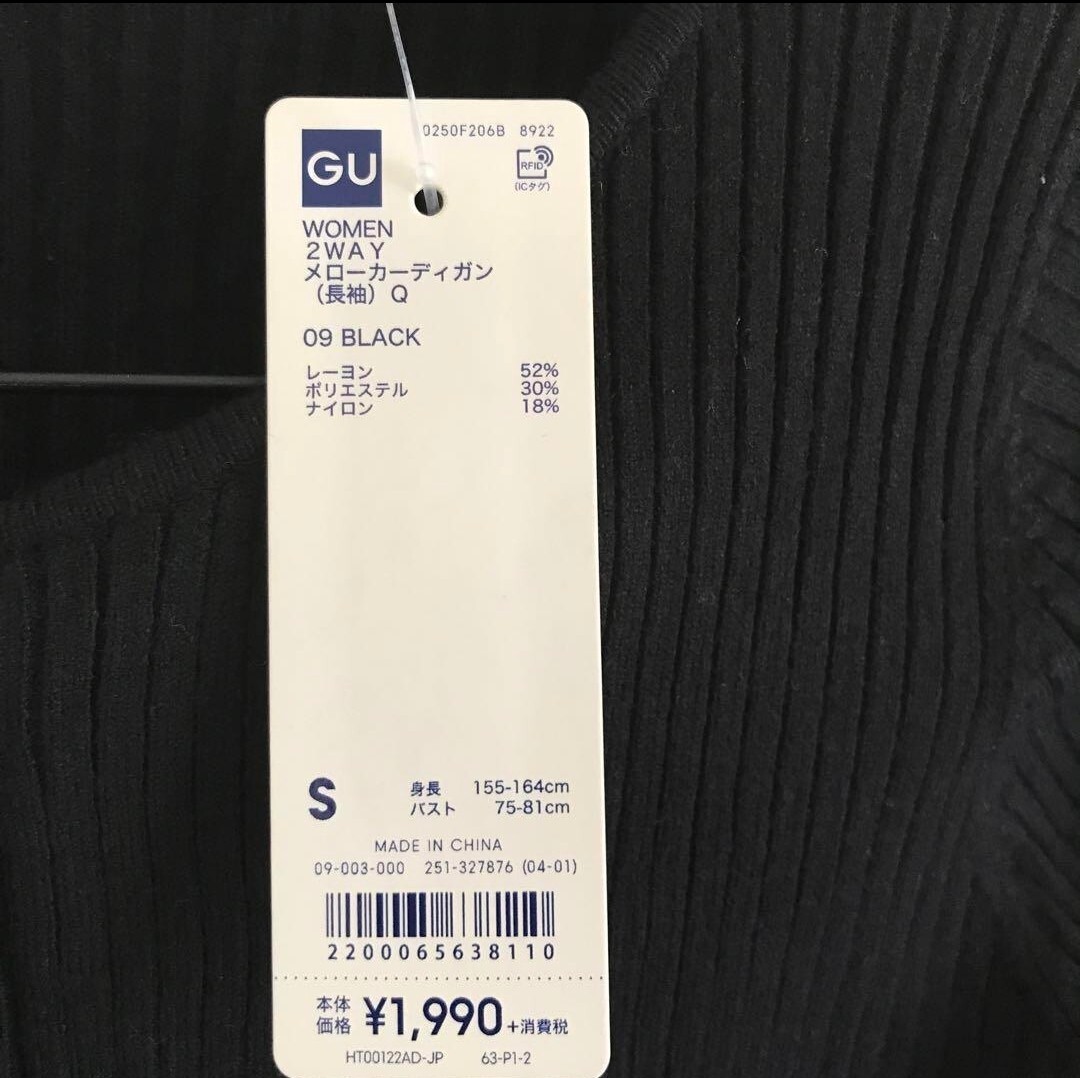 0250F206B 8922
GU
RFID
(ICタグ)
WOMEN
2WAY
メローカーディガン
（長袖）Q
09 BLACK
レーヨン 52%
ポリエステル 30%
ナイロン 18%
S 身長 155-164cm
バスト 75-81cm
MADE IN CHINA
09-003-000 251-327876 (04-01)
2200065638110
本体価格 ¥1,990 +消費税
HT00122AD-JP 63-P1-2